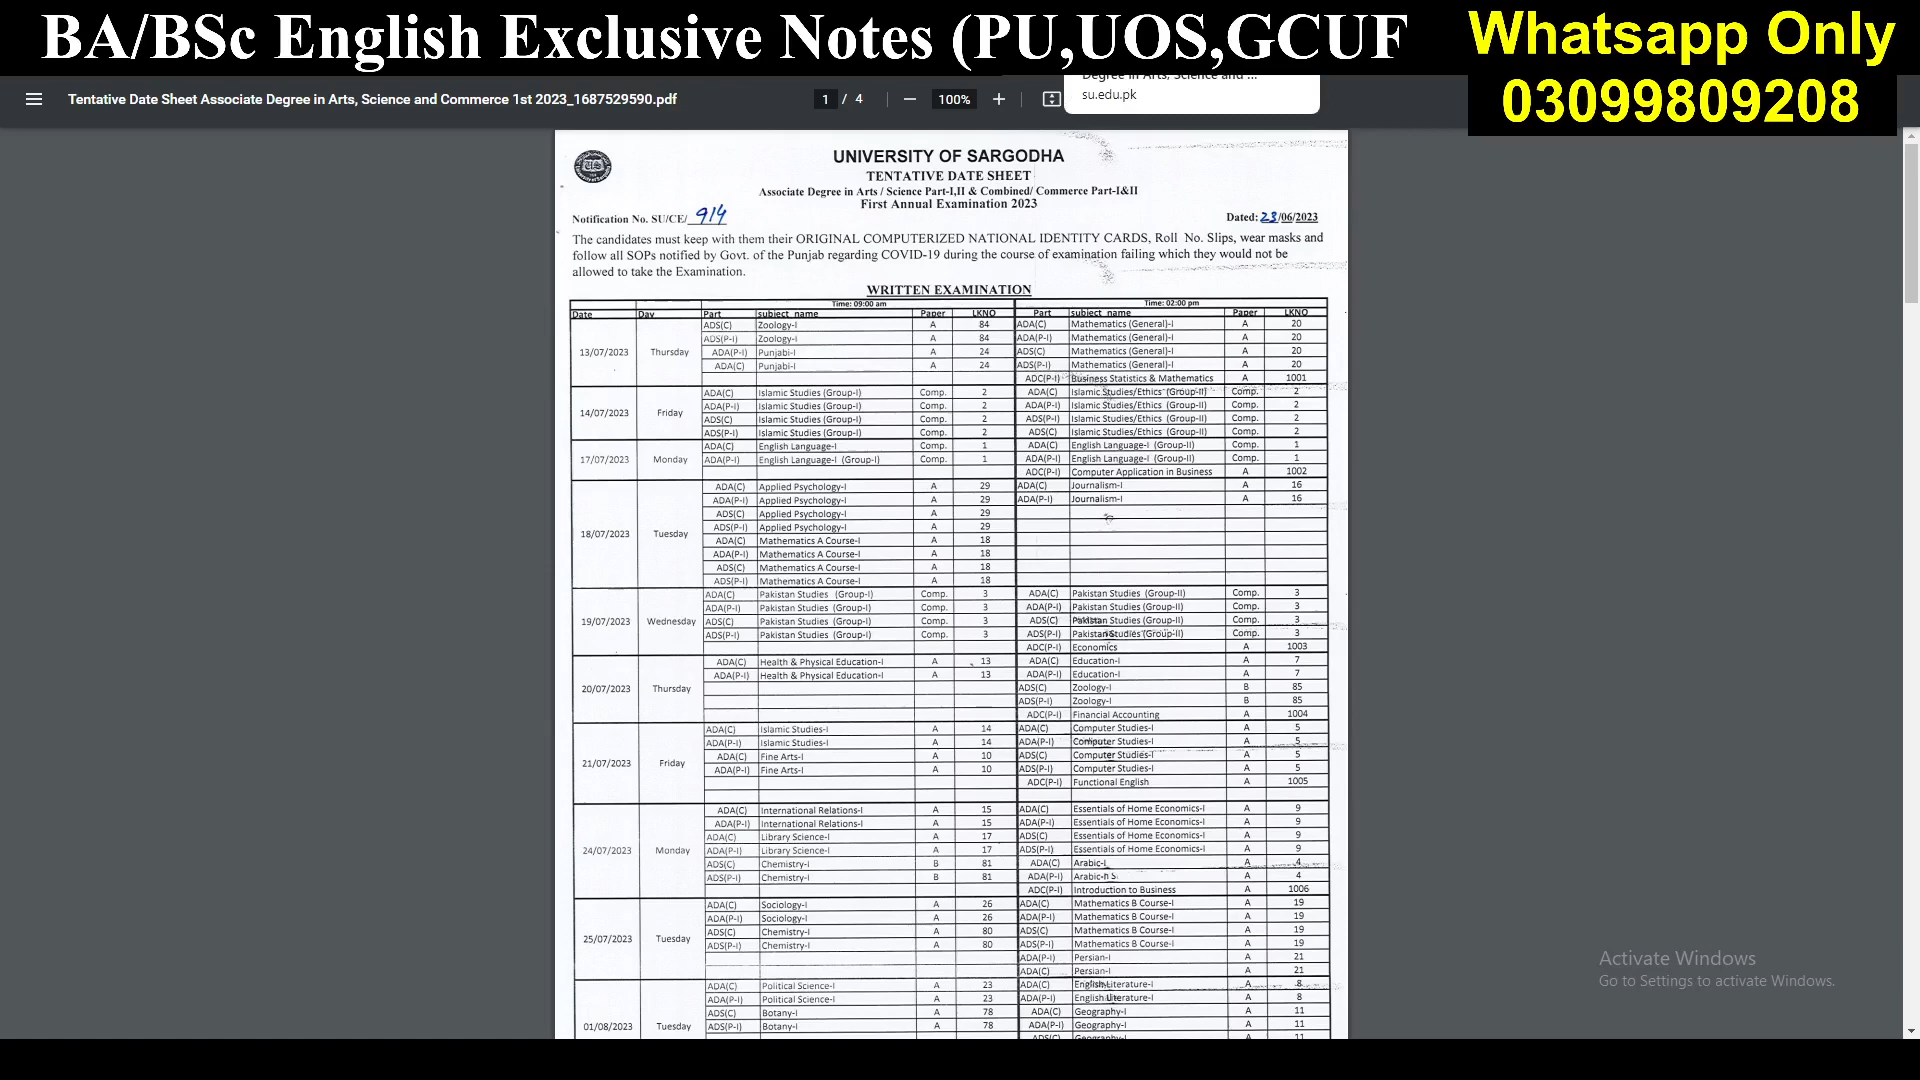 BA/BSc English Exclusive Notes (PU,UOS,GCUF
Whatsapp Only
03099809208
Tentative Date Sheet Associate Degree in Arts, Science and Commerce 1st 2023_1687529590.pdf
1 / 4
100%
Degree in Arts, Science and ...
su.edu.pk
UNIVERSITY OF SARGODHA
TENTATIVE DATE SHEET
Associate Degree in Arts / Science Part-I,II & Combined/ Commerce Part-I&II
First Annual Examination 2023
Notification No. SU/CE/ 914
Dated: 23/06/2023
The candidates must keep with them their ORIGINAL COMPUTERIZED NATIONAL IDENTITY CARDS, Roll No. Slips, wear masks and
follow all SOPs notified by Govt. of the Punjab regarding COVID-19 during the course of examination failing which they would not be
allowed to take the Examination.
WRITTEN EXAMINATION
Time: 09:00 am Time: 02:00 pm
Date Day Part subject_name Paper LKNO Part subject_name Paper LKNO
ADS(C) Zoology-I A 84 ADA(C) Mathematics (General)-I A 20
ADS(P-I) Zoology-I A 84 ADA(P-I) Mathematics (General)-I A 20
13/07/2023 Thursday ADA(P-I) Punjabi-I A 24 ADS(C) Mathematics (General)-I A 20
ADA(C) Punjabi-I A 24 ADS(P-I) Mathematics (General)-I A 20
ADC(P-I) Business Statistics & Mathematics A 1001
ADA(C) Islamic Studies (Group-I) Comp. 2 ADA(C) Islamic Studies/Ethics (Group-II) Comp. 2
ADA(P-I) Islamic Studies (Group-I) Comp. 2 ADA(P-I) Islamic Studies/Ethics (Group-II) Comp. 2
14/07/2023 Friday ADS(C) Islamic Studies (Group-I) Comp. 2 ADS(P-I) Islamic Studies/Ethics (Group-II) Comp. 2
ADS(P-I) Islamic Studies (Group-I) Comp. 2 ADS(C) Islamic Studies/Ethics (Group-II) Comp. 2
ADA(C) English Language-I Comp. 1 ADA(C) English Language-I (Group-II) Comp. 1
17/07/2023 Monday ADA(P-I) English Language-I (Group-I) Comp. 1 ADA(P-I) English Language-I (Group-II) Comp. 1
ADC(P-I) Computer Application in Business A 1002
ADA(C) Applied Psychology-I A 29 ADA(C) Journalism-I A 16
ADA(P-I) Applied Psychology-I A 29 ADA(P-I) Journalism-I A 16
ADS(C) Applied Psychology-I A 29
18/07/2023 Tuesday ADS(P-I) Applied Psychology-I A 29
ADA(C) Mathematics A Course-I A 18
ADA(P-I) Mathematics A Course-I A 18
ADS(C) Mathematics A Course-I A 18
ADS(P-I) Mathematics A Course-I A 18
ADA(C) Pakistan Studies (Group-I) Comp. 3 ADA(C) Pakistan Studies (Group-II) Comp. 3
ADA(P-I) Pakistan Studies (Group-I) Comp. 3 ADA(P-I) Pakistan Studies (Group-II) Comp. 3
19/07/2023 Wednesday ADS(C) Pakistan Studies (Group-I) Comp. 3 ADS(C) Pakistan Studies (Group-II) Comp. 3
ADS(P-I) Pakistan Studies (Group-I) Comp. 3 ADS(P-I) Pakistan Studies (Group-II) Comp. 3
ADC(P-I) Economics A 1003
ADA(C) Health & Physical Education-I A 13 ADA(C) Education-I A 7
ADA(P-I) Health & Physical Education-I A 13 ADA(P-I) Education-I A 7
20/07/2023 Thursday ADS(C) Zoology-I B 85
ADS(P-I) Zoology-I B 85
ADC(P-I) Financial Accounting A 1004
ADA(C) Islamic Studies-I A 14 ADA(C) Computer Studies-I A 5
ADA(P-I) Islamic Studies-I A 14 ADA(P-I) Computer Studies-I A 5
21/07/2023 Friday ADA(C) Fine Arts-I A 10 ADS(C) Computer Studies-I A 5
ADA(P-I) Fine Arts-I A 10 ADS(P-I) Computer Studies-I A 5
ADC(P-I) Functional English A 1005
ADA(C) International Relations-I A 15 ADA(C) Essentials of Home Economics-I A 9
ADA(P-I) International Relations-I A 15 ADA(P-I) Essentials of Home Economics-I A 9
ADA(C) Library Science-I A 17 ADS(C) Essentials of Home Economics-I A 9
24/07/2023 Monday ADA(P-I) Library Science-I A 17 ADS(P-I) Essentials of Home Economics-I A 9
ADS(C) Chemistry-I B 81 ADA(C) Arabic-I A 4
ADS(P-I) Chemistry-I B 81 ADA(P-I) Arabic-I A 4
ADC(P-I) Introduction to Business A 1006
ADA(C) Sociology-I A 26 ADA(C) Mathematics B Course-I A 19
ADA(P-I) Sociology-I A 26 ADA(P-I) Mathematics B Course-I A 19
ADS(C) Chemistry-I A 80 ADS(C) Mathematics B Course-I A 19
25/07/2023 Tuesday ADS(P-I) Chemistry-I A 80 ADS(P-I) Mathematics B Course-I A 19
ADA(P-I) Persian-I A 21
ADA(C) Persian-I A 21
ADA(C) Political Science-I A 23 ADA(C) English Literature-I A 8
ADA(P-I) Political Science-I A 23 ADA(P-I) English Literature-I A 8
ADS(C) Botany-I A 78 ADA(C) Geography-I A 11
01/08/2023 Tuesday ADS(P-I) Botany-I A 78 ADA(P-I) Geography-I A 11
ADS(C) Geography-I A 11
Activate Windows
Go to Settings to activate Windows.